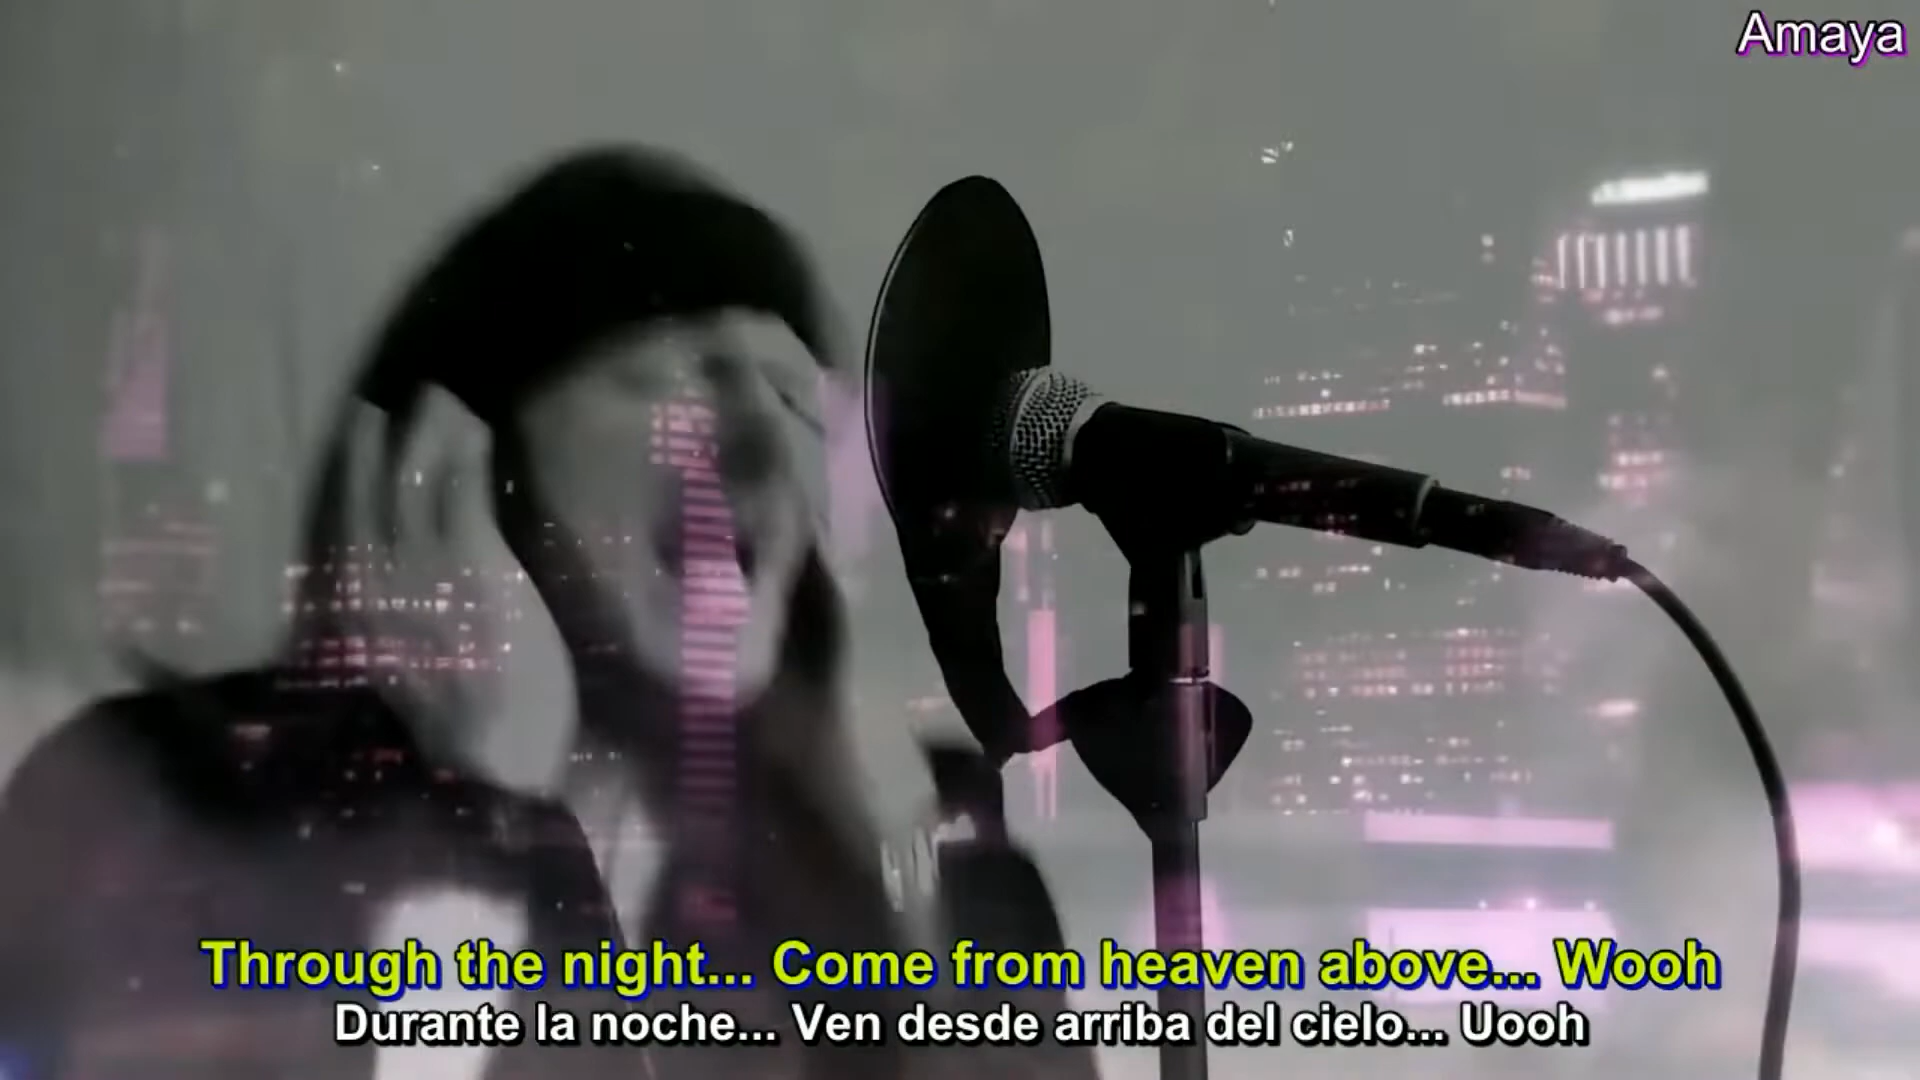 Amaya
Through the night... Come from heaven above... Wooh
Durante la noche... Ven desde arriba del cielo... Uooh